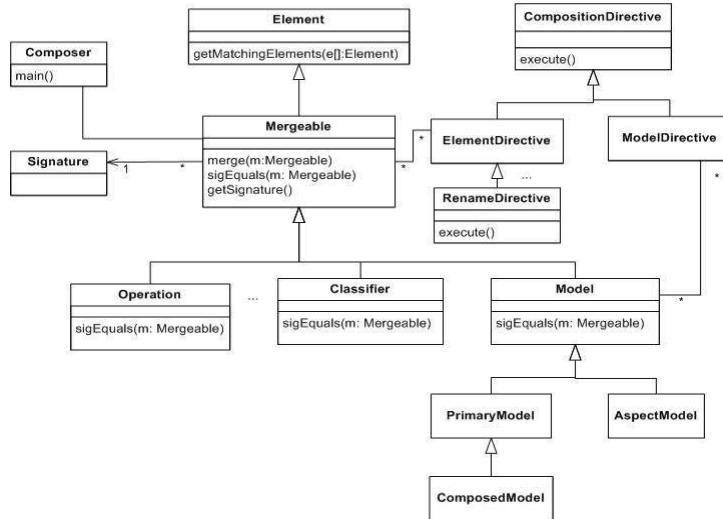 Element
getMatchingElements(e[]:Element)
CompositionDirective
execute()
Composer
main()
Mergeable
merge(m:Mergeable)
sigEquals(m: Mergeable)
getSignature()
*
*
ElementDirective
ModelDirective
*
Signature
1
*
...
RenameDirective
execute()
Operation
sigEquals(m: Mergeable)
...
Classifier
sigEquals(m: Mergeable)
Model
sigEquals(m: Mergeable)
*
PrimaryModel
AspectModel
ComposedModel